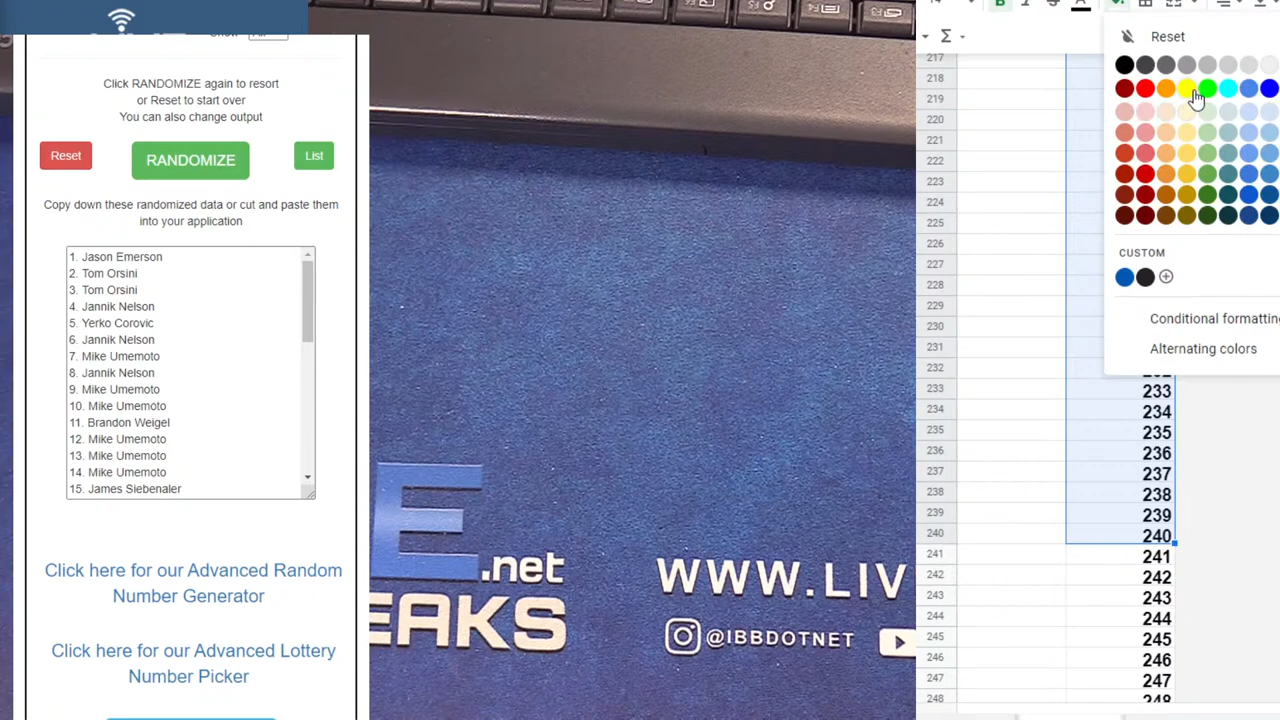 Click RANDOMIZE again to resort
or Reset to start over
You can also change output
Reset
RANDOMIZE
List
Copy down these randomized data or cut and paste them
into your application
1. Jason Emerson
2. Tom Orsini
3. Tom Orsini
4. Jannik Nelson
5. Yerko Corovic
6. Jannik Nelson
7. Mike Umemoto
8. Jannik Nelson
9. Mike Umemoto
10. Mike Umemoto
11. Brandon Weigel
12. Mike Umemoto
13. Mike Umemoto
14. Mike Umemoto
15. James Siebenaler
Click here for our Advanced Random
Number Generator
Click here for our Advanced Lottery
Number Picker
E.net
EAKS
WWW.LIV
@IBBDOTNET
Reset
CUSTOM
Conditional formatting
Alternating colors
217
218
219
220
221
222
223
224
225
226
227
228
229
230
231
232
233 233
234 234
235 235
236 236
237 237
238 238
239 239
240 240
241 241
242 242
243 243
244 244
245 245
246 246
247 247
248 248